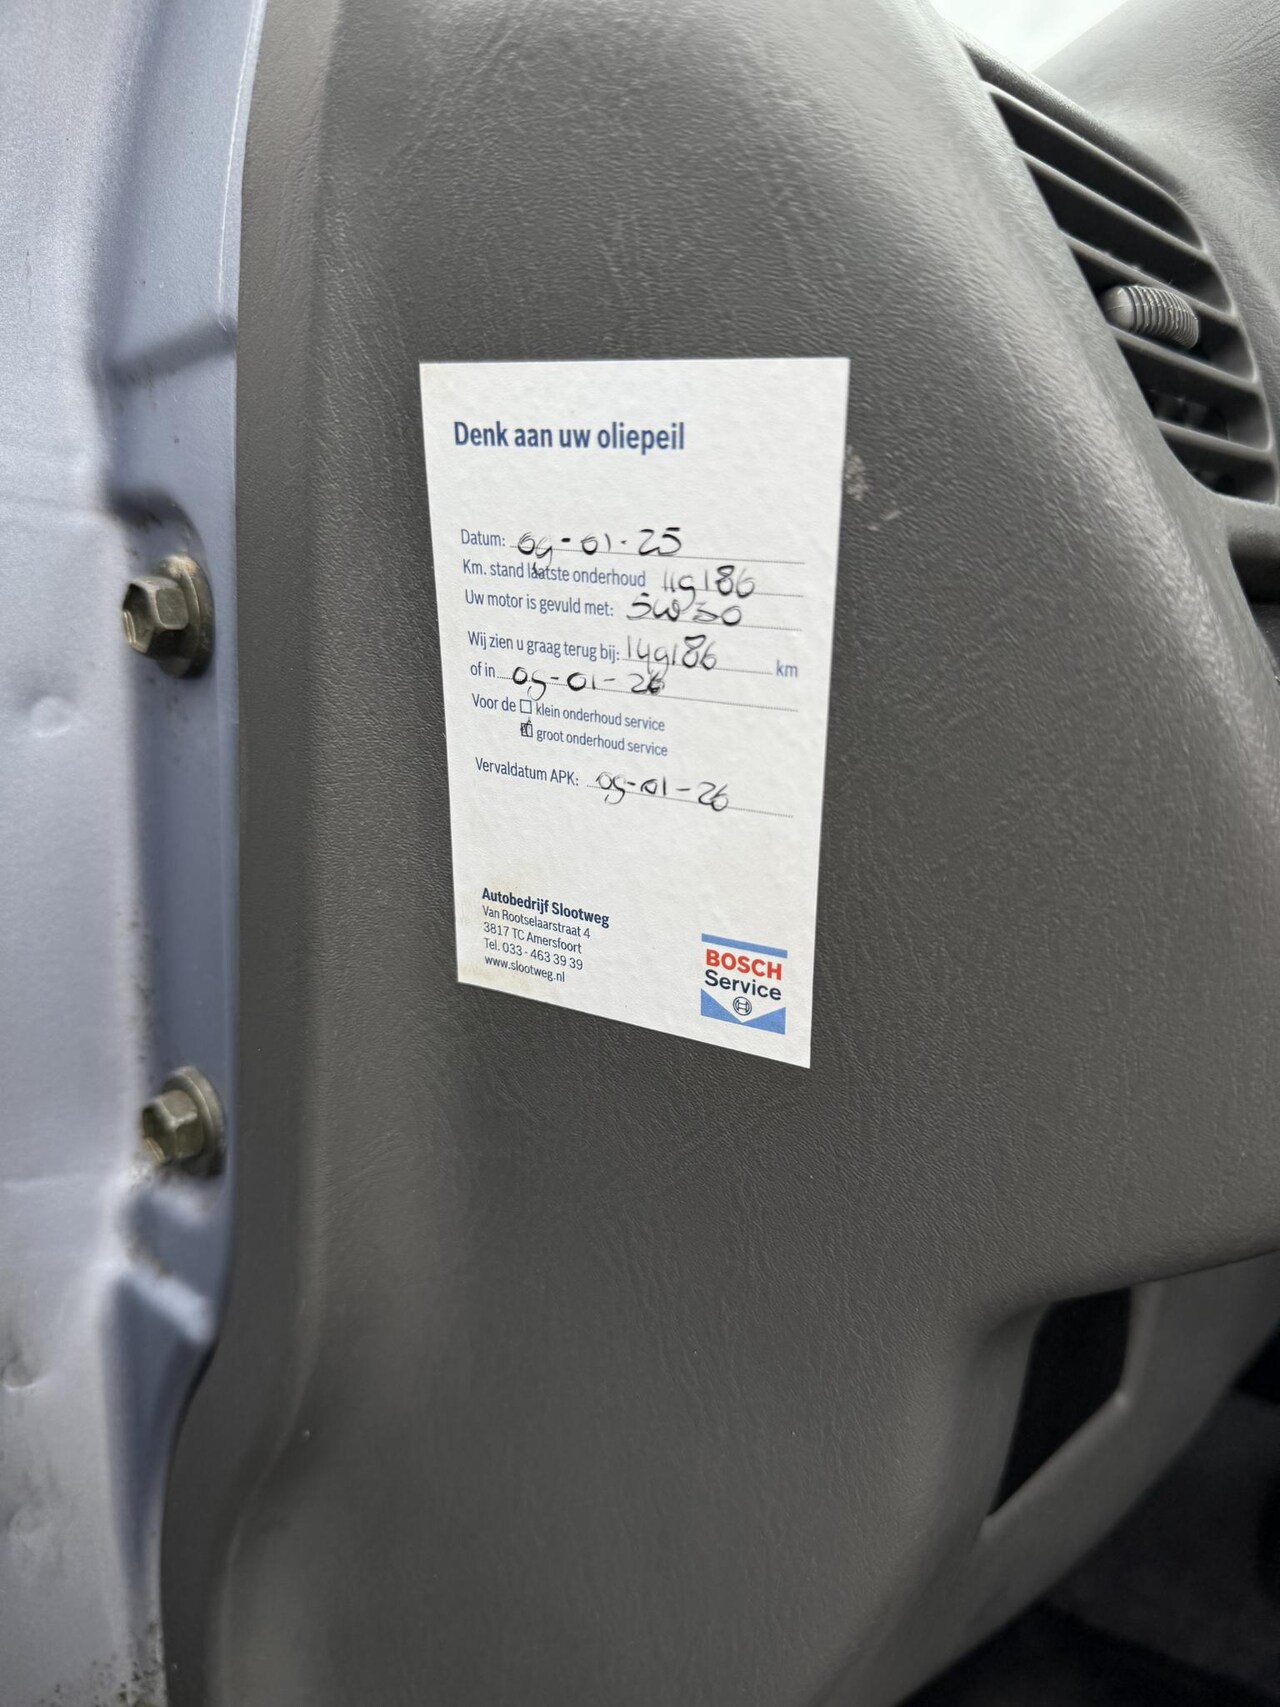 Denk aan uw oliepeil
Datum: 09-01-25
Km. stand laatste onderhoud 119186
Uw motor is gevuld met: 5W30
Wij zien u graag terug bij: 149186 km
of in 09-01-26
Voor de klein onderhoud service
groot onderhoud service
Vervaldatum APK: 09-01-26
Autobedrijf Slootweg
Van Rootselaarstraat 4
3817 TC Amersfoort
Tel. 033 - 463 39 39
www.slootweg.nl
BOSCH
Service